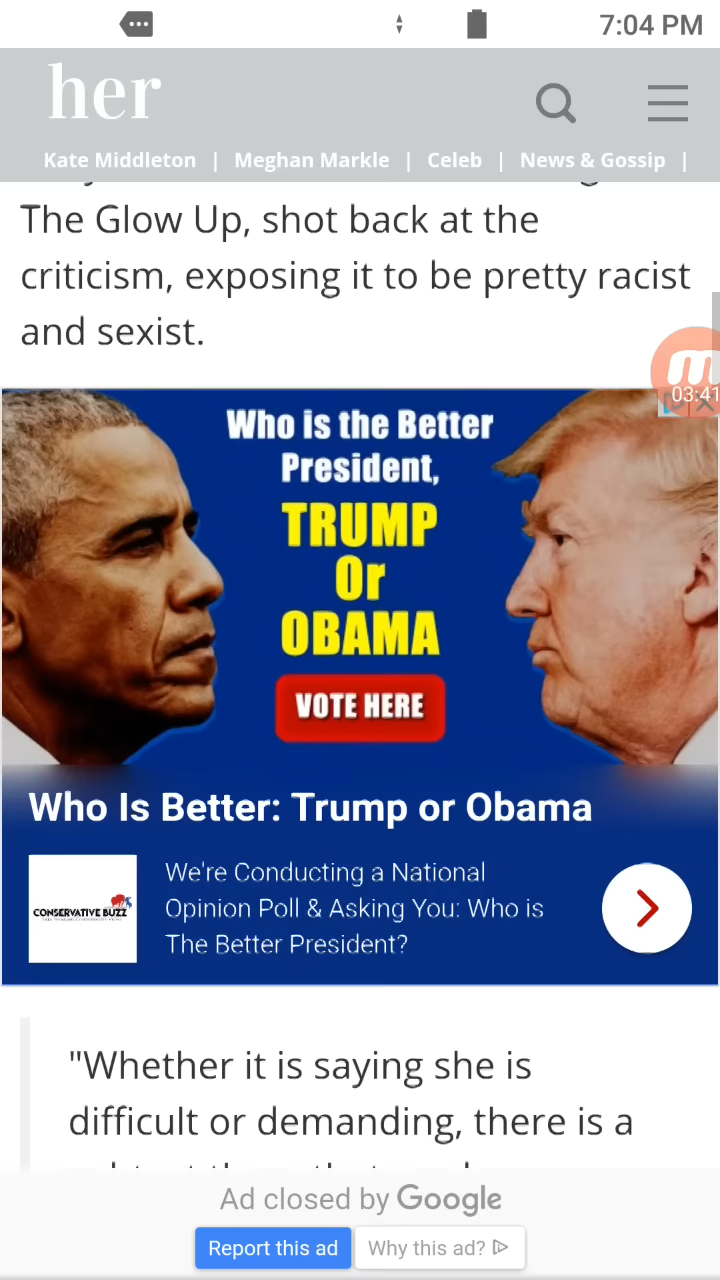 7:04 PM
her
Kate Middleton | Meghan Markle | Celeb | News & Gossip |
The Glow Up, shot back at the
criticism, exposing it to be pretty racist
and sexist.
03:41
Who is the Better
President,
TRUMP
Or
OBAMA
VOTE HERE
Who Is Better: Trump or Obama
CONSERVATIVE BUZZ
We're Conducting a National
Opinion Poll & Asking You: Who is
The Better President?
"Whether it is saying she is
difficult or demanding, there is a
Ad closed by Google
Report this ad
Why this ad?